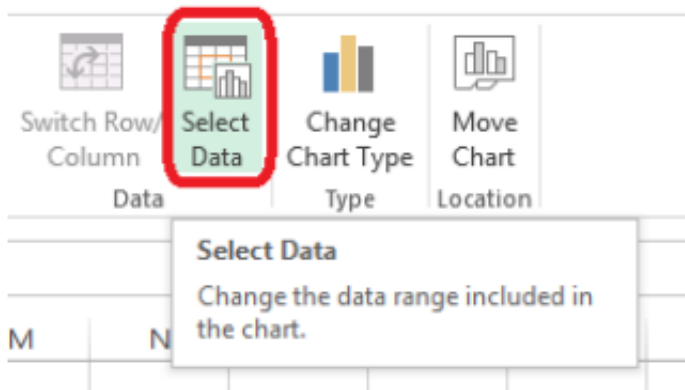 Switch Row/
Column
Select
Data
Change
Chart Type
Move
Chart
Data
Type
Location
Select Data
Change the data range included in
the chart.
M
N